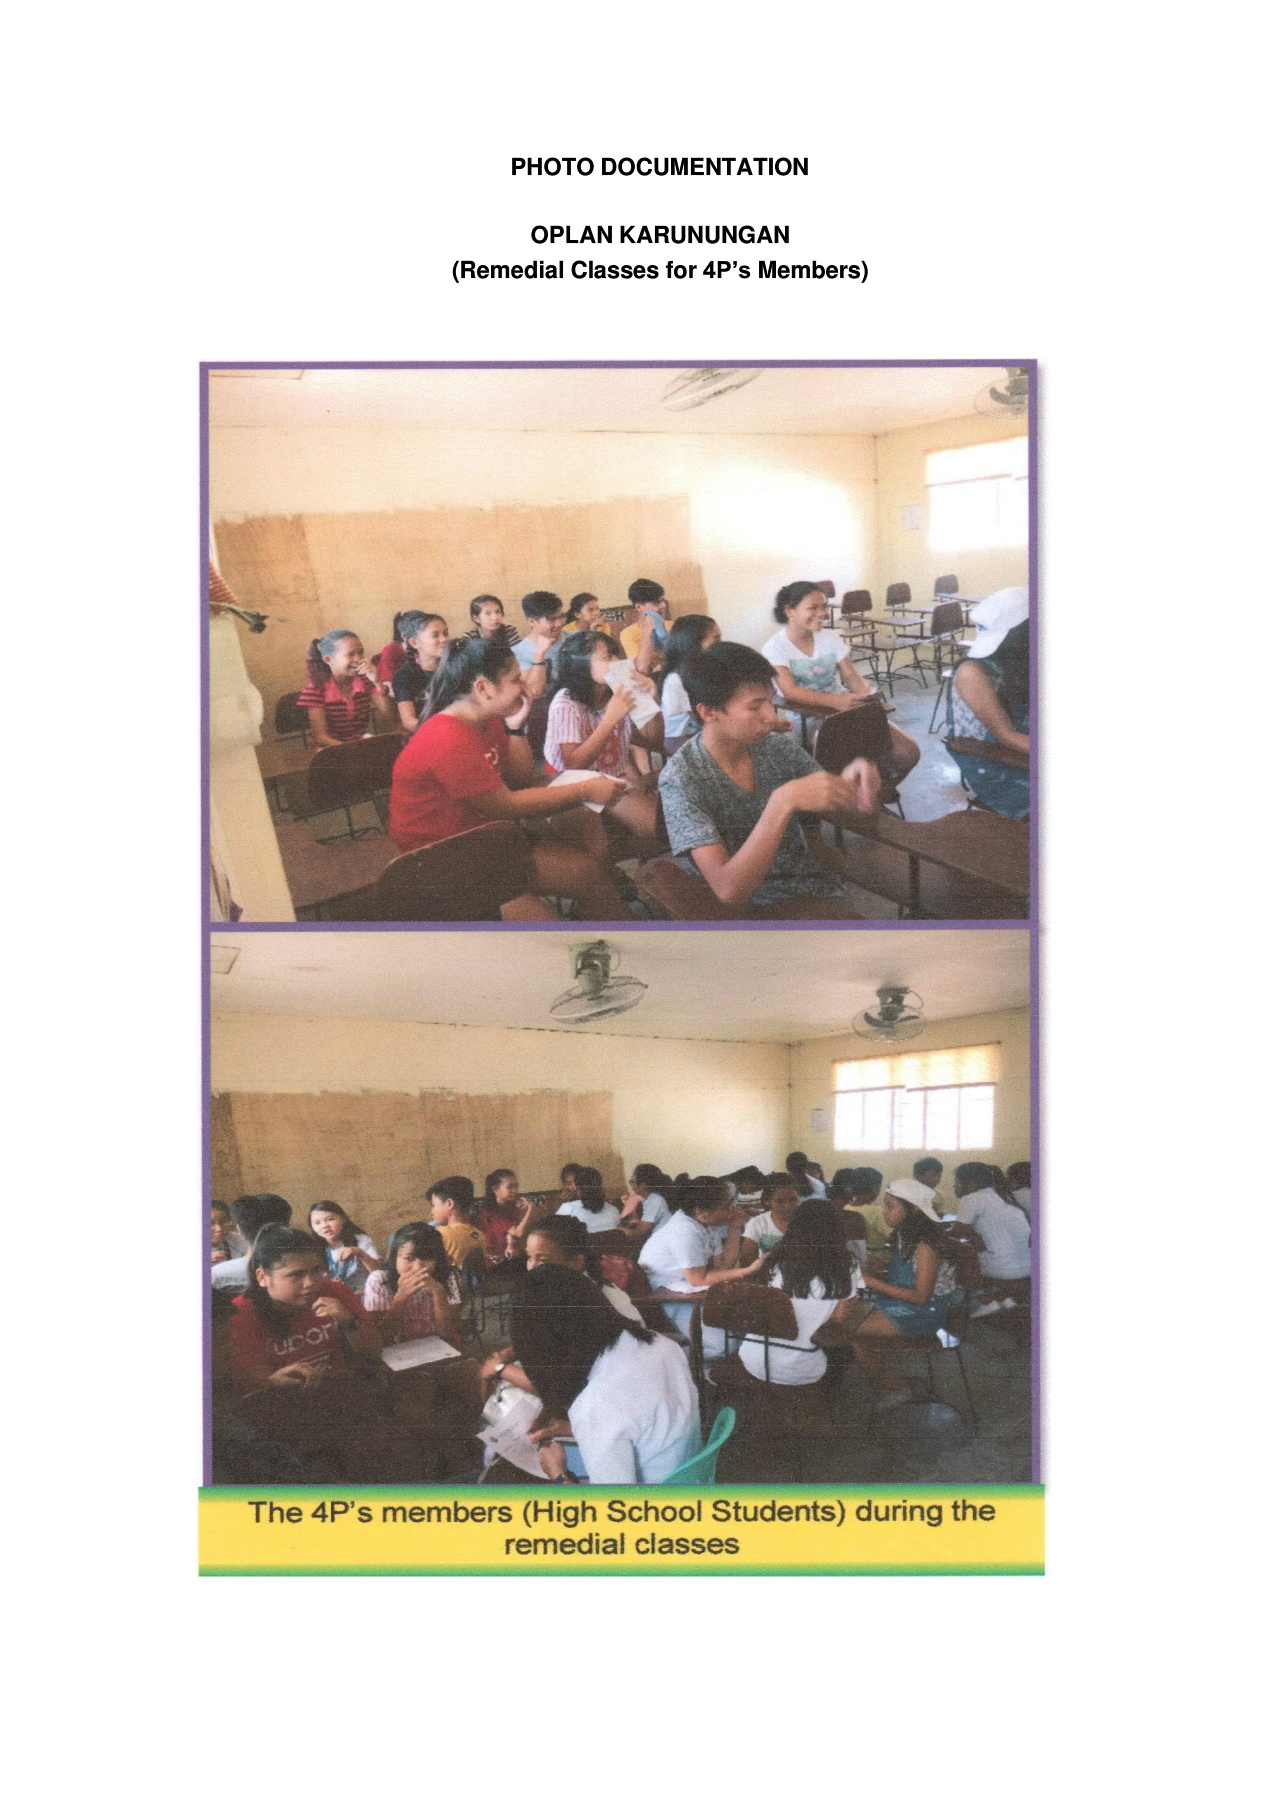 PHOTO DOCUMENTATION
OPLAN KARUNUNGAN
(Remedial Classes for 4P’s Members)
The 4P’s members (High School Students) during the
remedial classes